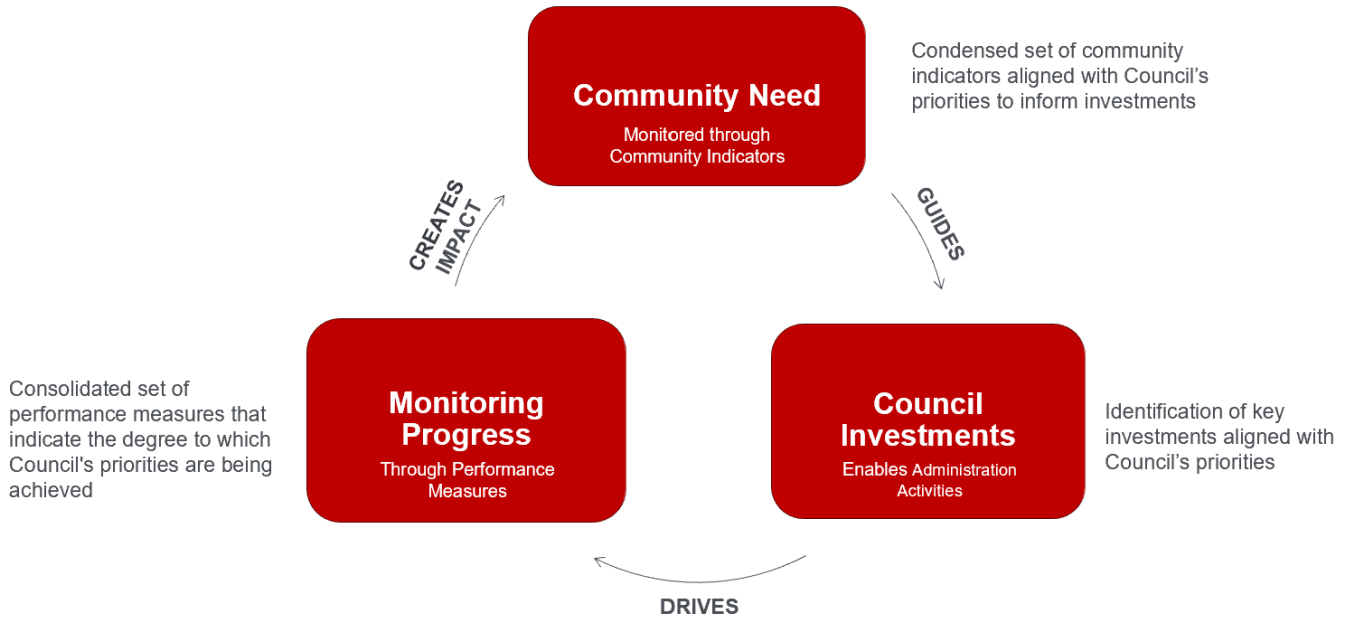 Community Need
Monitored through
Community Indicators
Condensed set of community
indicators aligned with Council’s
priorities to inform investments
GUIDES
Council
Investments
Enables Administration
Activities
Identification of key
investments aligned with
Council’s priorities
DRIVES
Monitoring
Progress
Through Performance
Measures
Consolidated set of
performance measures that
indicate the degree to which
Council's priorities are being
achieved
CREATES
IMPACT